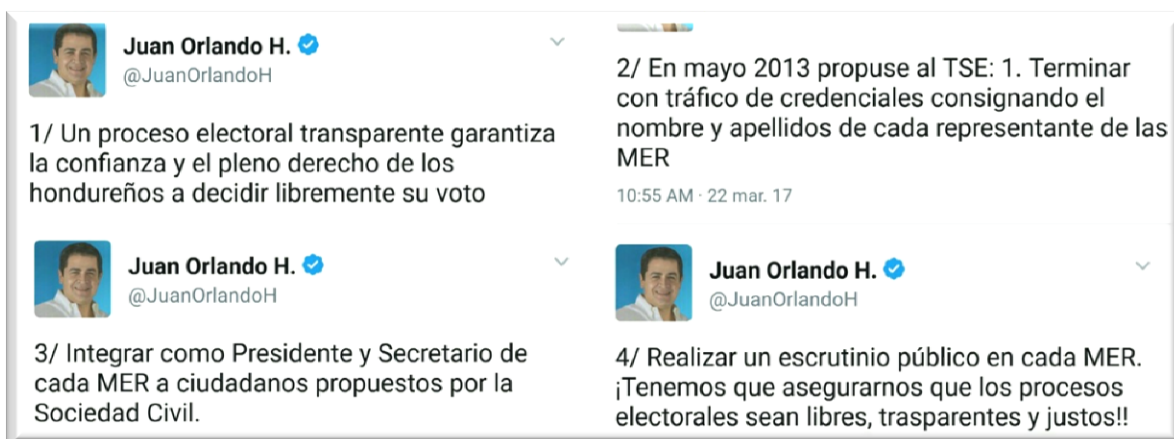 Juan Orlando H.
@JuanOrlandoH
1/ Un proceso electoral transparente garantiza
la confianza y el pleno derecho de los
hondureños a decidir libremente su voto
2/ En mayo 2013 propuse al TSE: 1. Terminar
con tráfico de credenciales consignando el
nombre y apellidos de cada representante de las
MER
10:55 AM · 22 mar. 17
Juan Orlando H.
@JuanOrlandoH
3/ Integrar como Presidente y Secretario de
cada MER a ciudadanos propuestos por la
Sociedad Civil.
Juan Orlando H.
@JuanOrlandoH
4/ Realizar un escrutinio público en cada MER.
¡Tenemos que asegurarnos que los procesos
electorales sean libres, trasparentes y justos!!